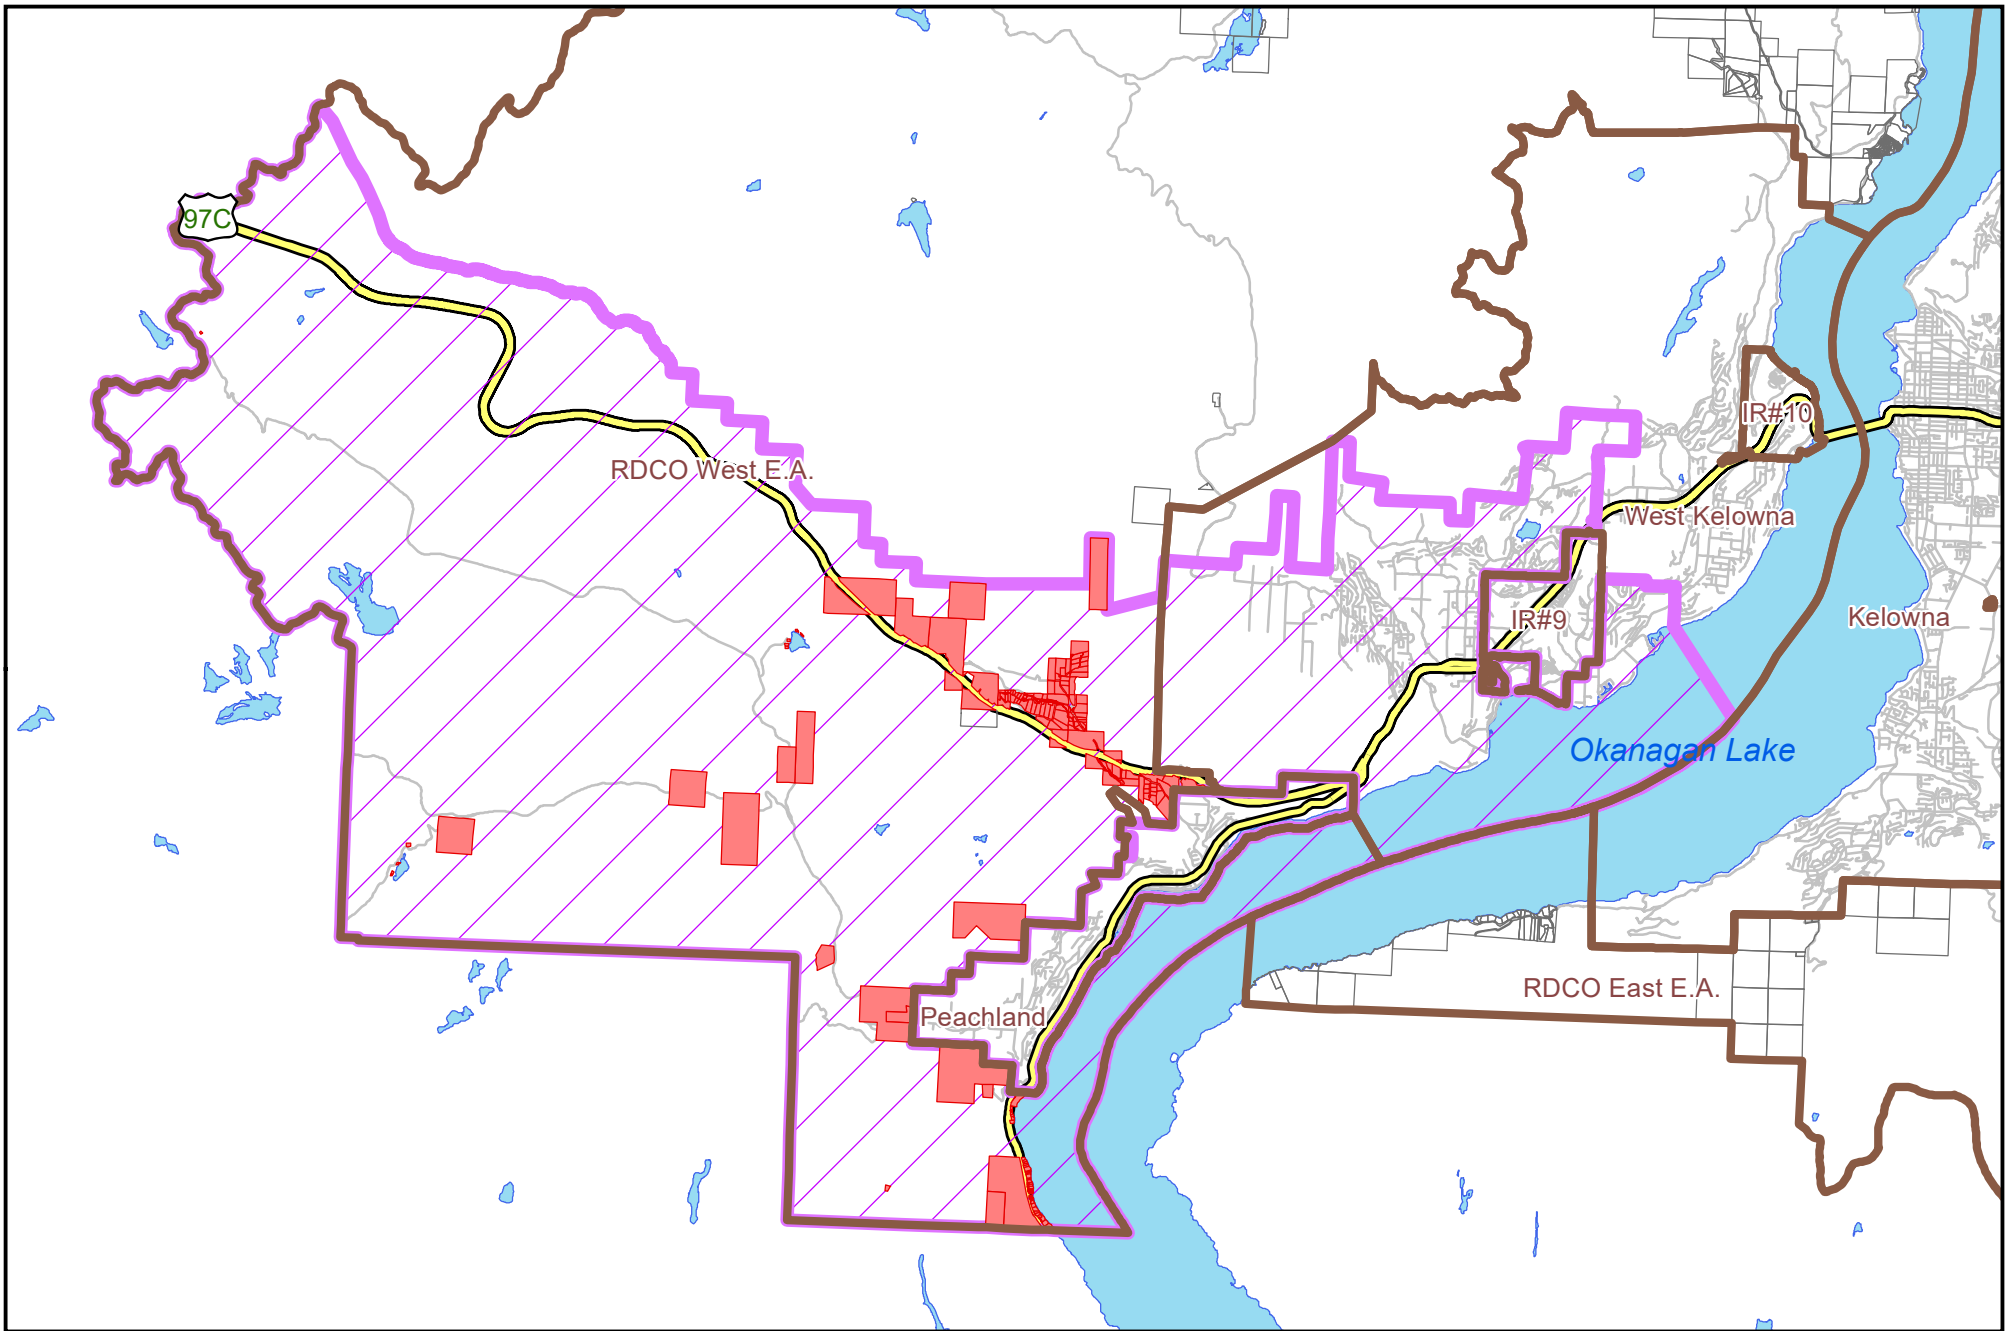 97C
IR#10
RDCO West E.A.
West Kelowna
IR#9
Kelowna
Okanagan Lake
RDCO East E.A.
Peachland